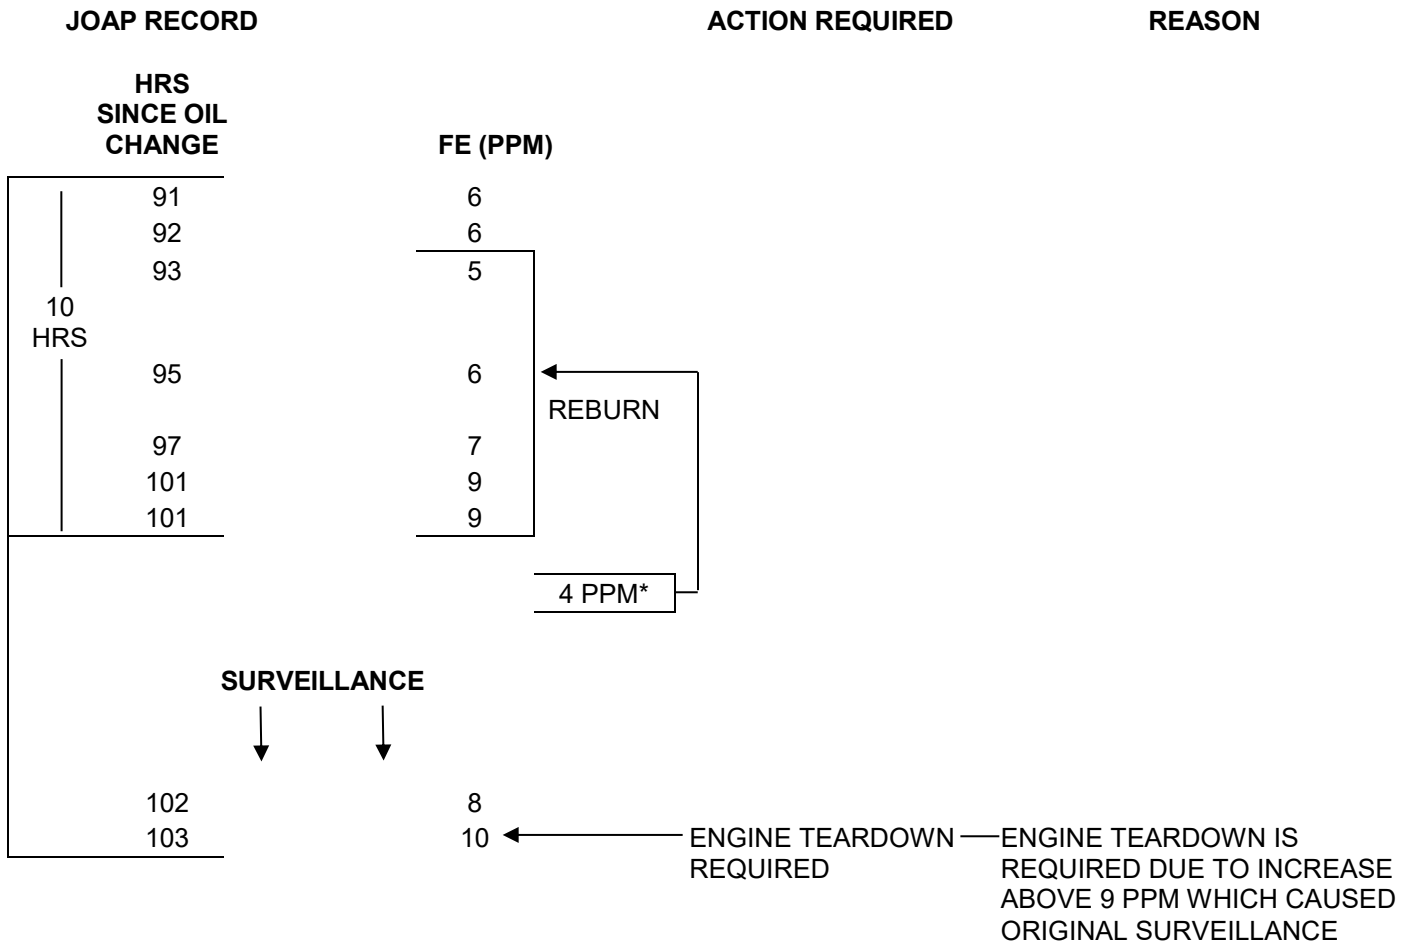 JOAP RECORD ACTION REQUIRED REASON
HRS
SINCE OIL
CHANGE FE (PPM)
91 6
92 6
93 5
10
HRS
95 6
REBURN
97 7
101 9
101 9
4 PPM*
SURVEILLANCE
102 8
103 10 ENGINE TEARDOWN ENGINE TEARDOWN IS
REQUIRED REQUIRED DUE TO INCREASE
ABOVE 9 PPM WHICH CAUSED
ORIGINAL SURVEILLANCE